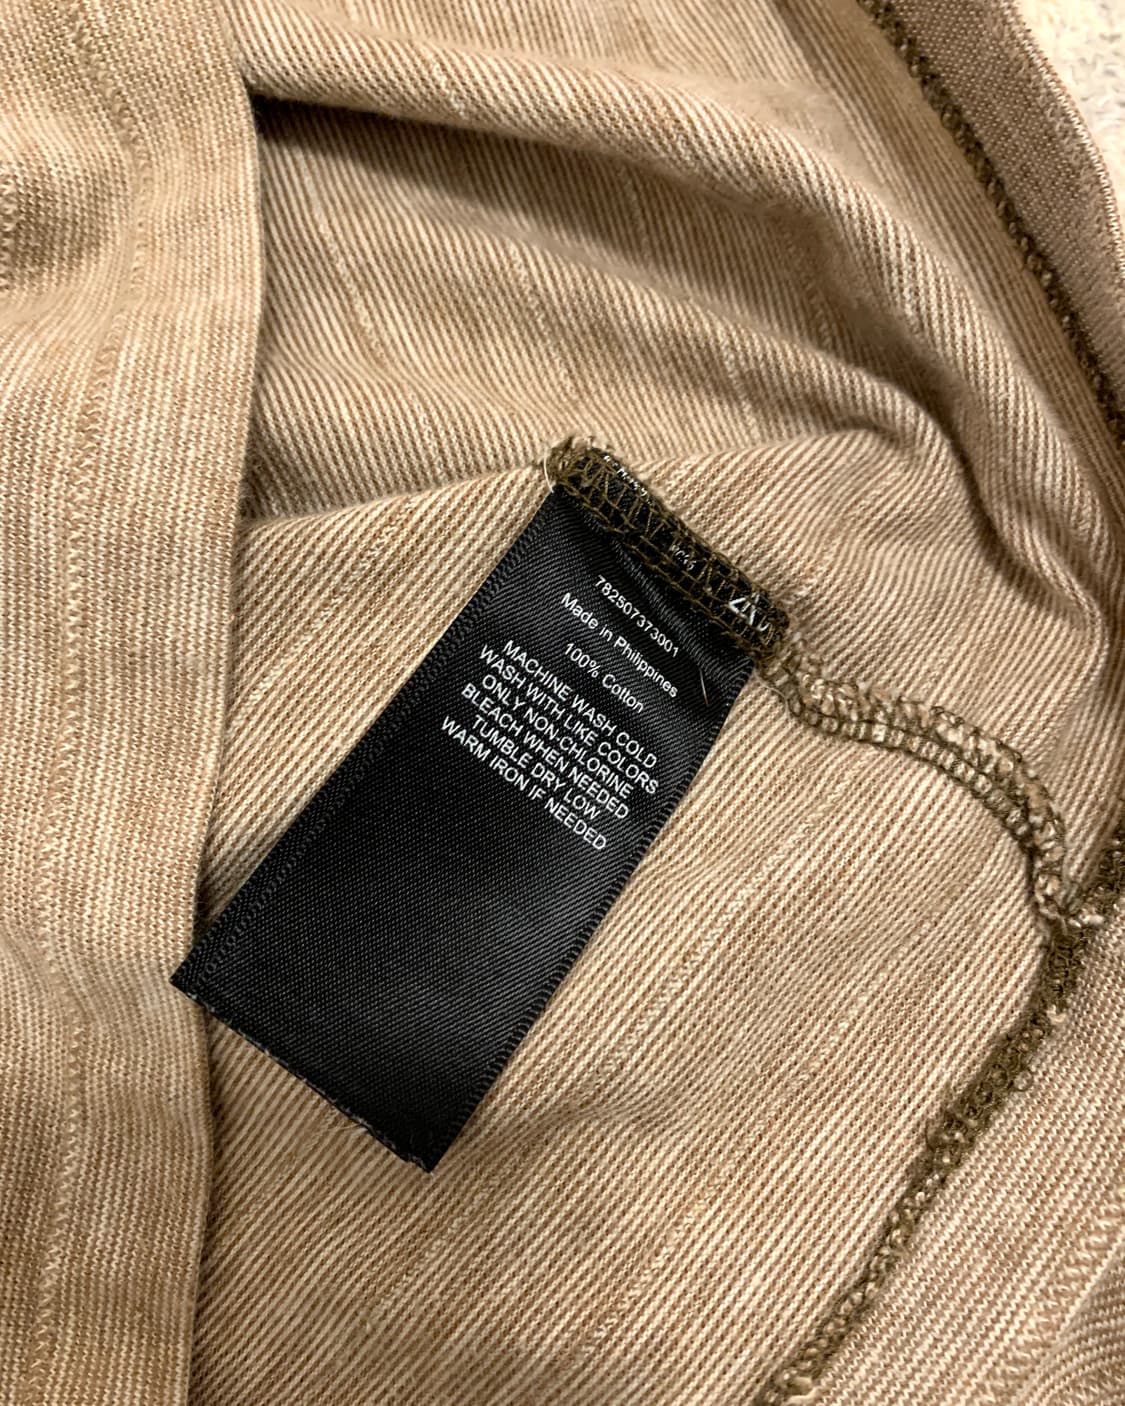 782507373001
Made in Philippines
100% Cotton
MACHINE WASH COLD
WASH WITH LIKE COLORS
ONLY NON-CHLORINE
BLEACH WHEN NEEDED
TUMBLE DRY LOW
WARM IRON IF NEEDED